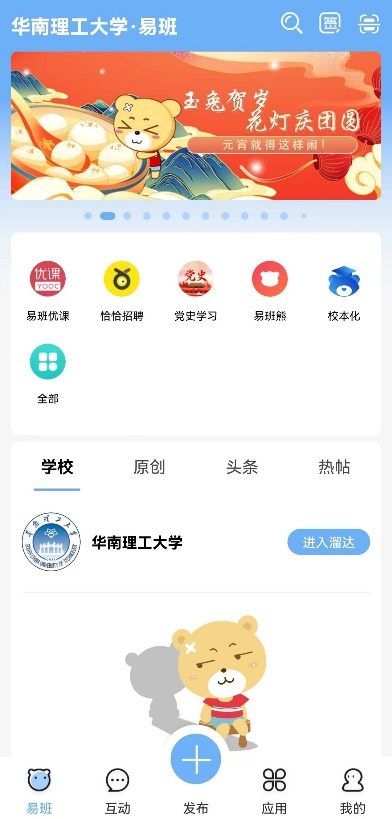 华南理工大学·易班
签
玉兔贺岁
花灯庆团圆
元宵就得这样闹！
优课
YOOC
党史
易班优课
恰恰招聘
党史学习
易班熊
校本化
全部
学校
原创
头条
热帖
华南理工大学
进入溜达
易班
互动
发布
应用
我的